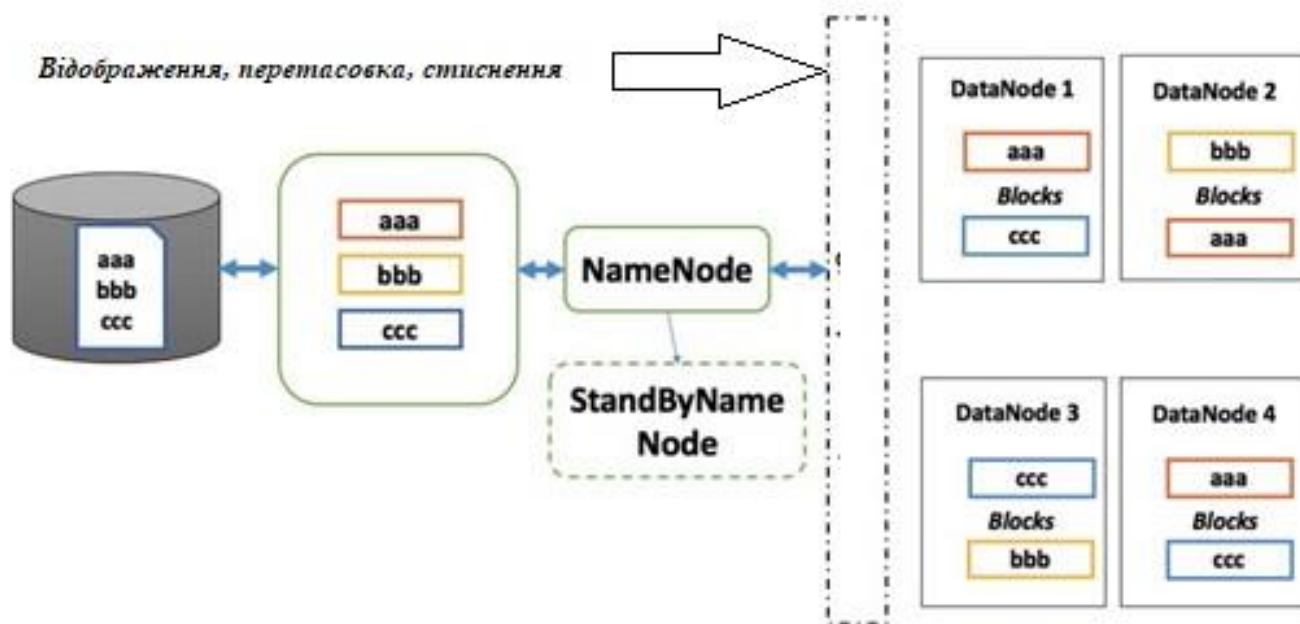 Відображення, перетасовка, стиснення
aaa
bbb
ccc
aaa
bbb
ccc
NameNode
StandByName
Node
DataNode 1
aaa
Blocks
ccc
DataNode 2
bbb
Blocks
aaa
DataNode 3
ccc
Blocks
bbb
DataNode 4
aaa
Blocks
ccc